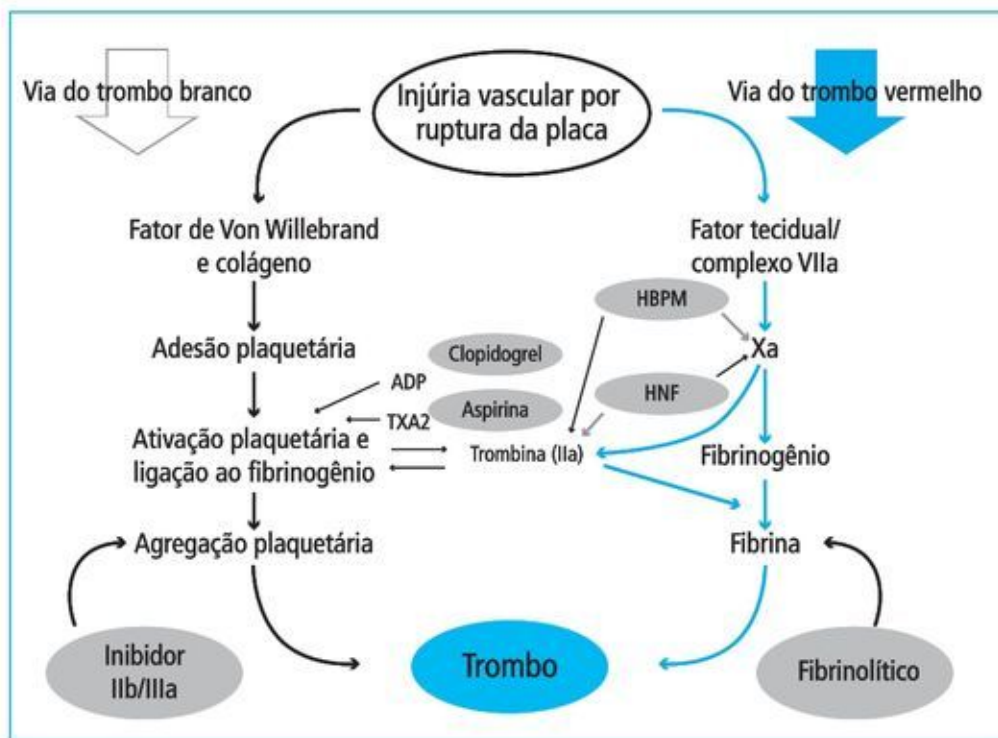 Via do trombo branco
Injúria vascular por
ruptura da placa
Via do trombo vermelho
Fator de Von Willebrand
e colágeno
Fator tecidual/
complexo VIIa
HBPM
Adesão plaquetária
Clopidogrel
Xa
ADP
HNF
Aspirina
TXA2
Ativação plaquetária e
ligação ao fibrinogênio
Trombina (IIa)
Fibrinogênio
Agregação plaquetária
Fibrina
Inibidor
IIb/IIIa
Trombo
Fibrinolítico